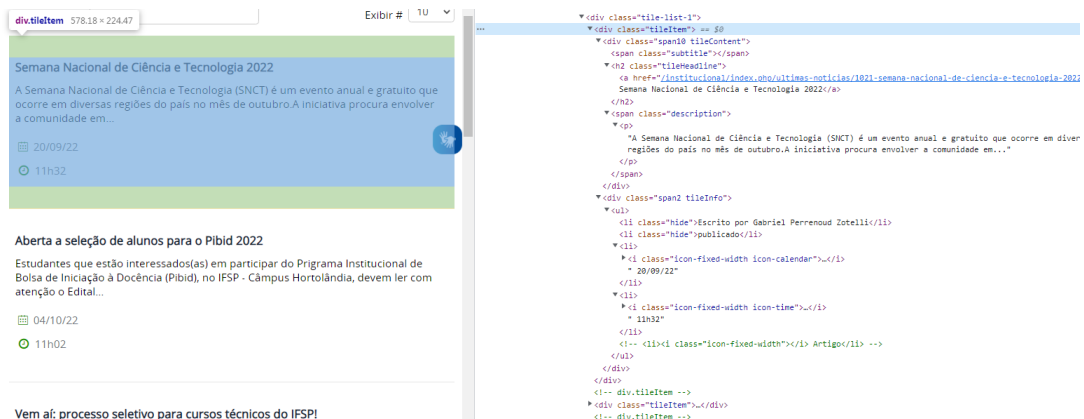 Exibir #
10
div.tileItem 578.18 × 224.47
Semana Nacional de Ciência e Tecnologia 2022
A Semana Nacional de Ciência e Tecnologia (SNCT) é um evento anual e gratuito que
ocorre em diversas regiões do país no mês de outubro.A iniciativa procura envolver
a comunidade em...
20/09/22
11h32
Aberta a seleção de alunos para o Pibid 2022
Estudantes que estão interessados(as) em participar do Prigrama Institucional de
Bolsa de Iniciação à Docência (Pibid), no IFSP - Câmpus Hortolândia, devem ler com
atenção o Edital...
04/10/22
11h02
Vem aí: processo seletivo para cursos técnicos do IFSP!
▼<div class="tile-list-1">
... ▼<div class="tileItem"> == $0
▼<div class="span10 tileContent">
<span class="subtitle"></span>
▼<h2 class="tileHeadline">
<a href="/institucional/index.php/ultimas-noticias/1021-semana-nacional-de-ciencia-e-tecnologia-2022
Semana Nacional de Ciência e Tecnologia 2022</a>
</h2>
▼<span class="description">
▼<p>
"A Semana Nacional de Ciência e Tecnologia (SNCT) é um evento anual e gratuito que ocorre em diver
regiões do país no mês de outubro.A iniciativa procura envolver a comunidade em..."
</p>
</span>
</div>
▼<div class="span2 tileInfo">
▼<ul>
<li class="hide">Escrito por Gabriel Perrenoud Zotelli</li>
<li class="hide">publicado</li>
▼<li>
▶<i class="icon-fixed-width icon-calendar">…</i>
" 20/09/22"
</li>
▼<li>
▶<i class="icon-fixed-width icon-time">…</i>
" 11h32"
</li>
<!-- <li><i class="icon-fixed-width"></i> Artigo</li> -->
</ul>
</div>
</div>
<!-- div.tileItem -->
▶<div class="tileItem">…</div>
<!-- div.tileItem -->